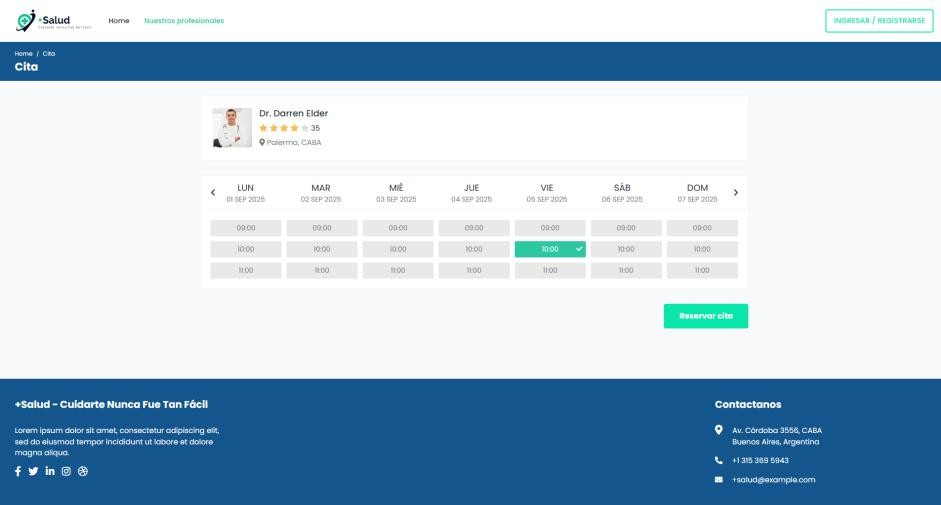 +Salud
Cuidarte Nunca Fue Tan Fácil
Home
Nuestros profesionales
INGRESAR / REGISTRARSE
Home / Cita
Cita
Dr. Darren Elder
35
Palermo, CABA
LUN MAR MIÉ JUE VIE SÁB DOM
01 SEP 2025 02 SEP 2025 03 SEP 2025 04 SEP 2025 05 SEP 2025 06 SEP 2025 07 SEP 2025
09:00 09:00 09:00 09:00 09:00 09:00 09:00
10:00 10:00 10:00 10:00 10:00 10:00 10:00
11:00 11:00 11:00 11:00 11:00 11:00 11:00
Reservar cita
+Salud - Cuidarte Nunca Fue Tan Fácil
Lorem ipsum dolor sit amet, consectetur adipiscing elit,
sed do eiusmod tempor incididunt ut labore et dolore
magna aliqua.
Contactanos
Av. Córdoba 3556, CABA
Buenos Aires, Argentina
+1 315 369 5943
+salud@example.com